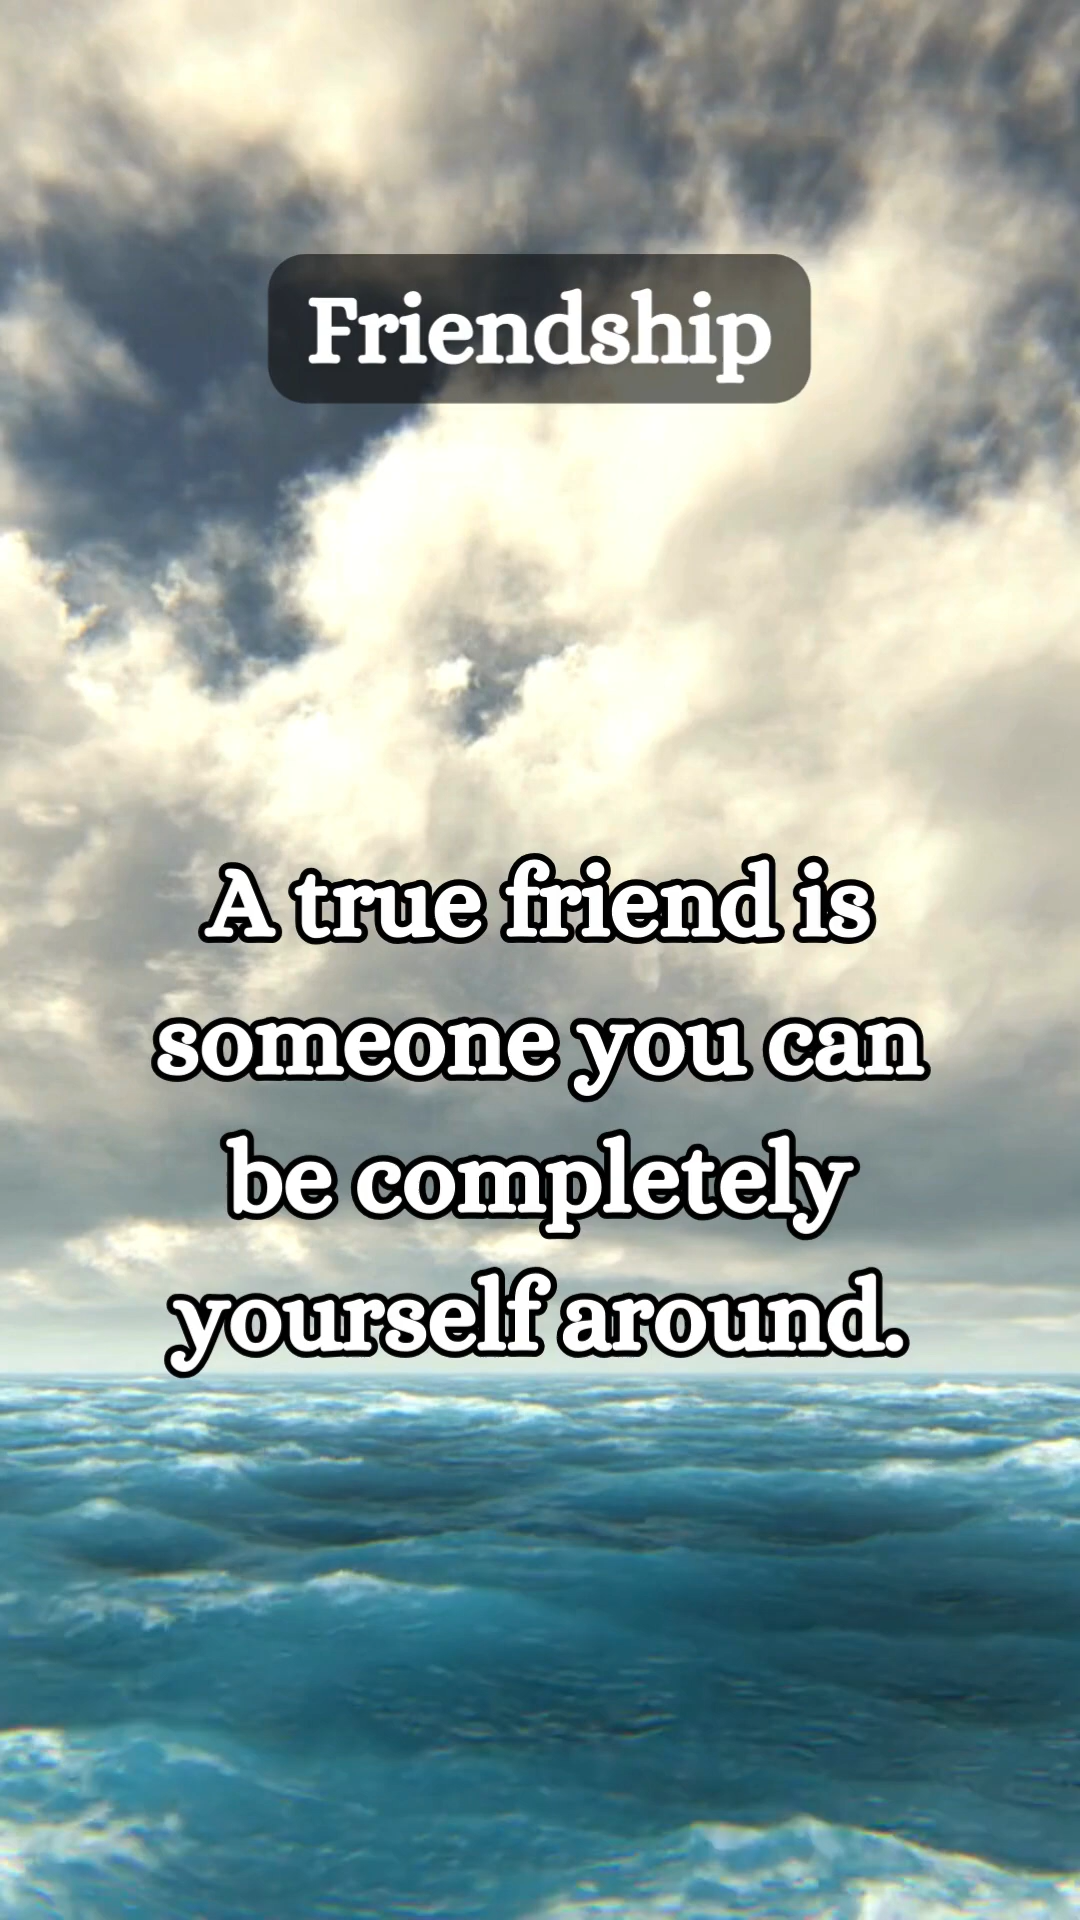 Friendship
A true friend is
someone you can
be completely
yourself around.